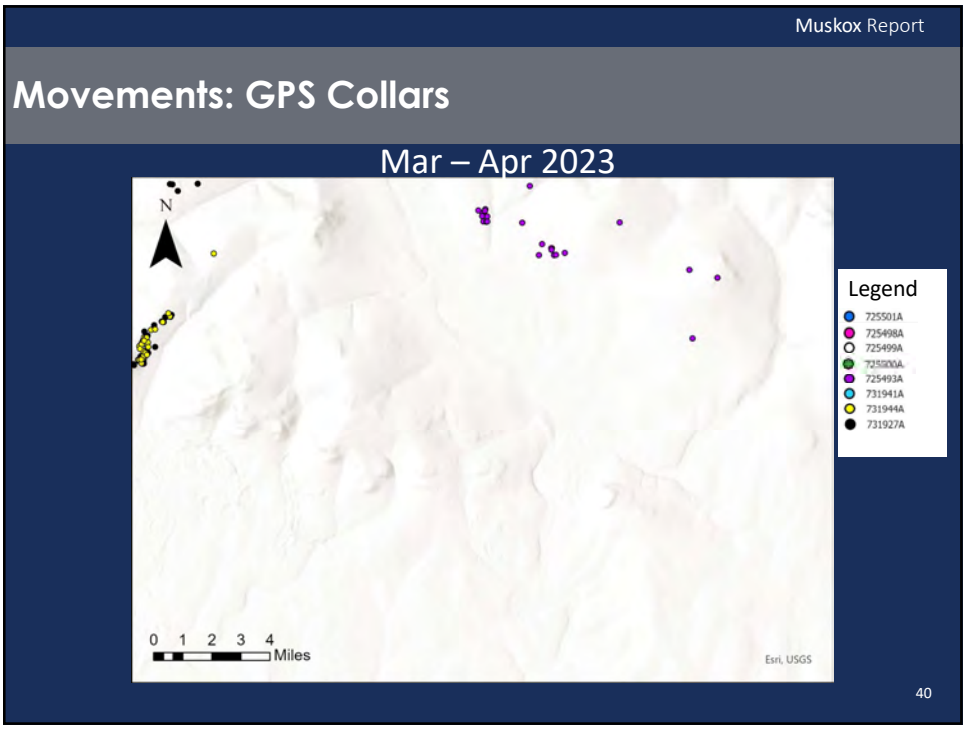 Muskox Report
Movements: GPS Collars
Mar – Apr 2023
N
Legend
725501A
725498A
725499A
725500A
725493A
731941A
731944A
731927A
0 1 2 3 4
Miles
Esri, USGS
40